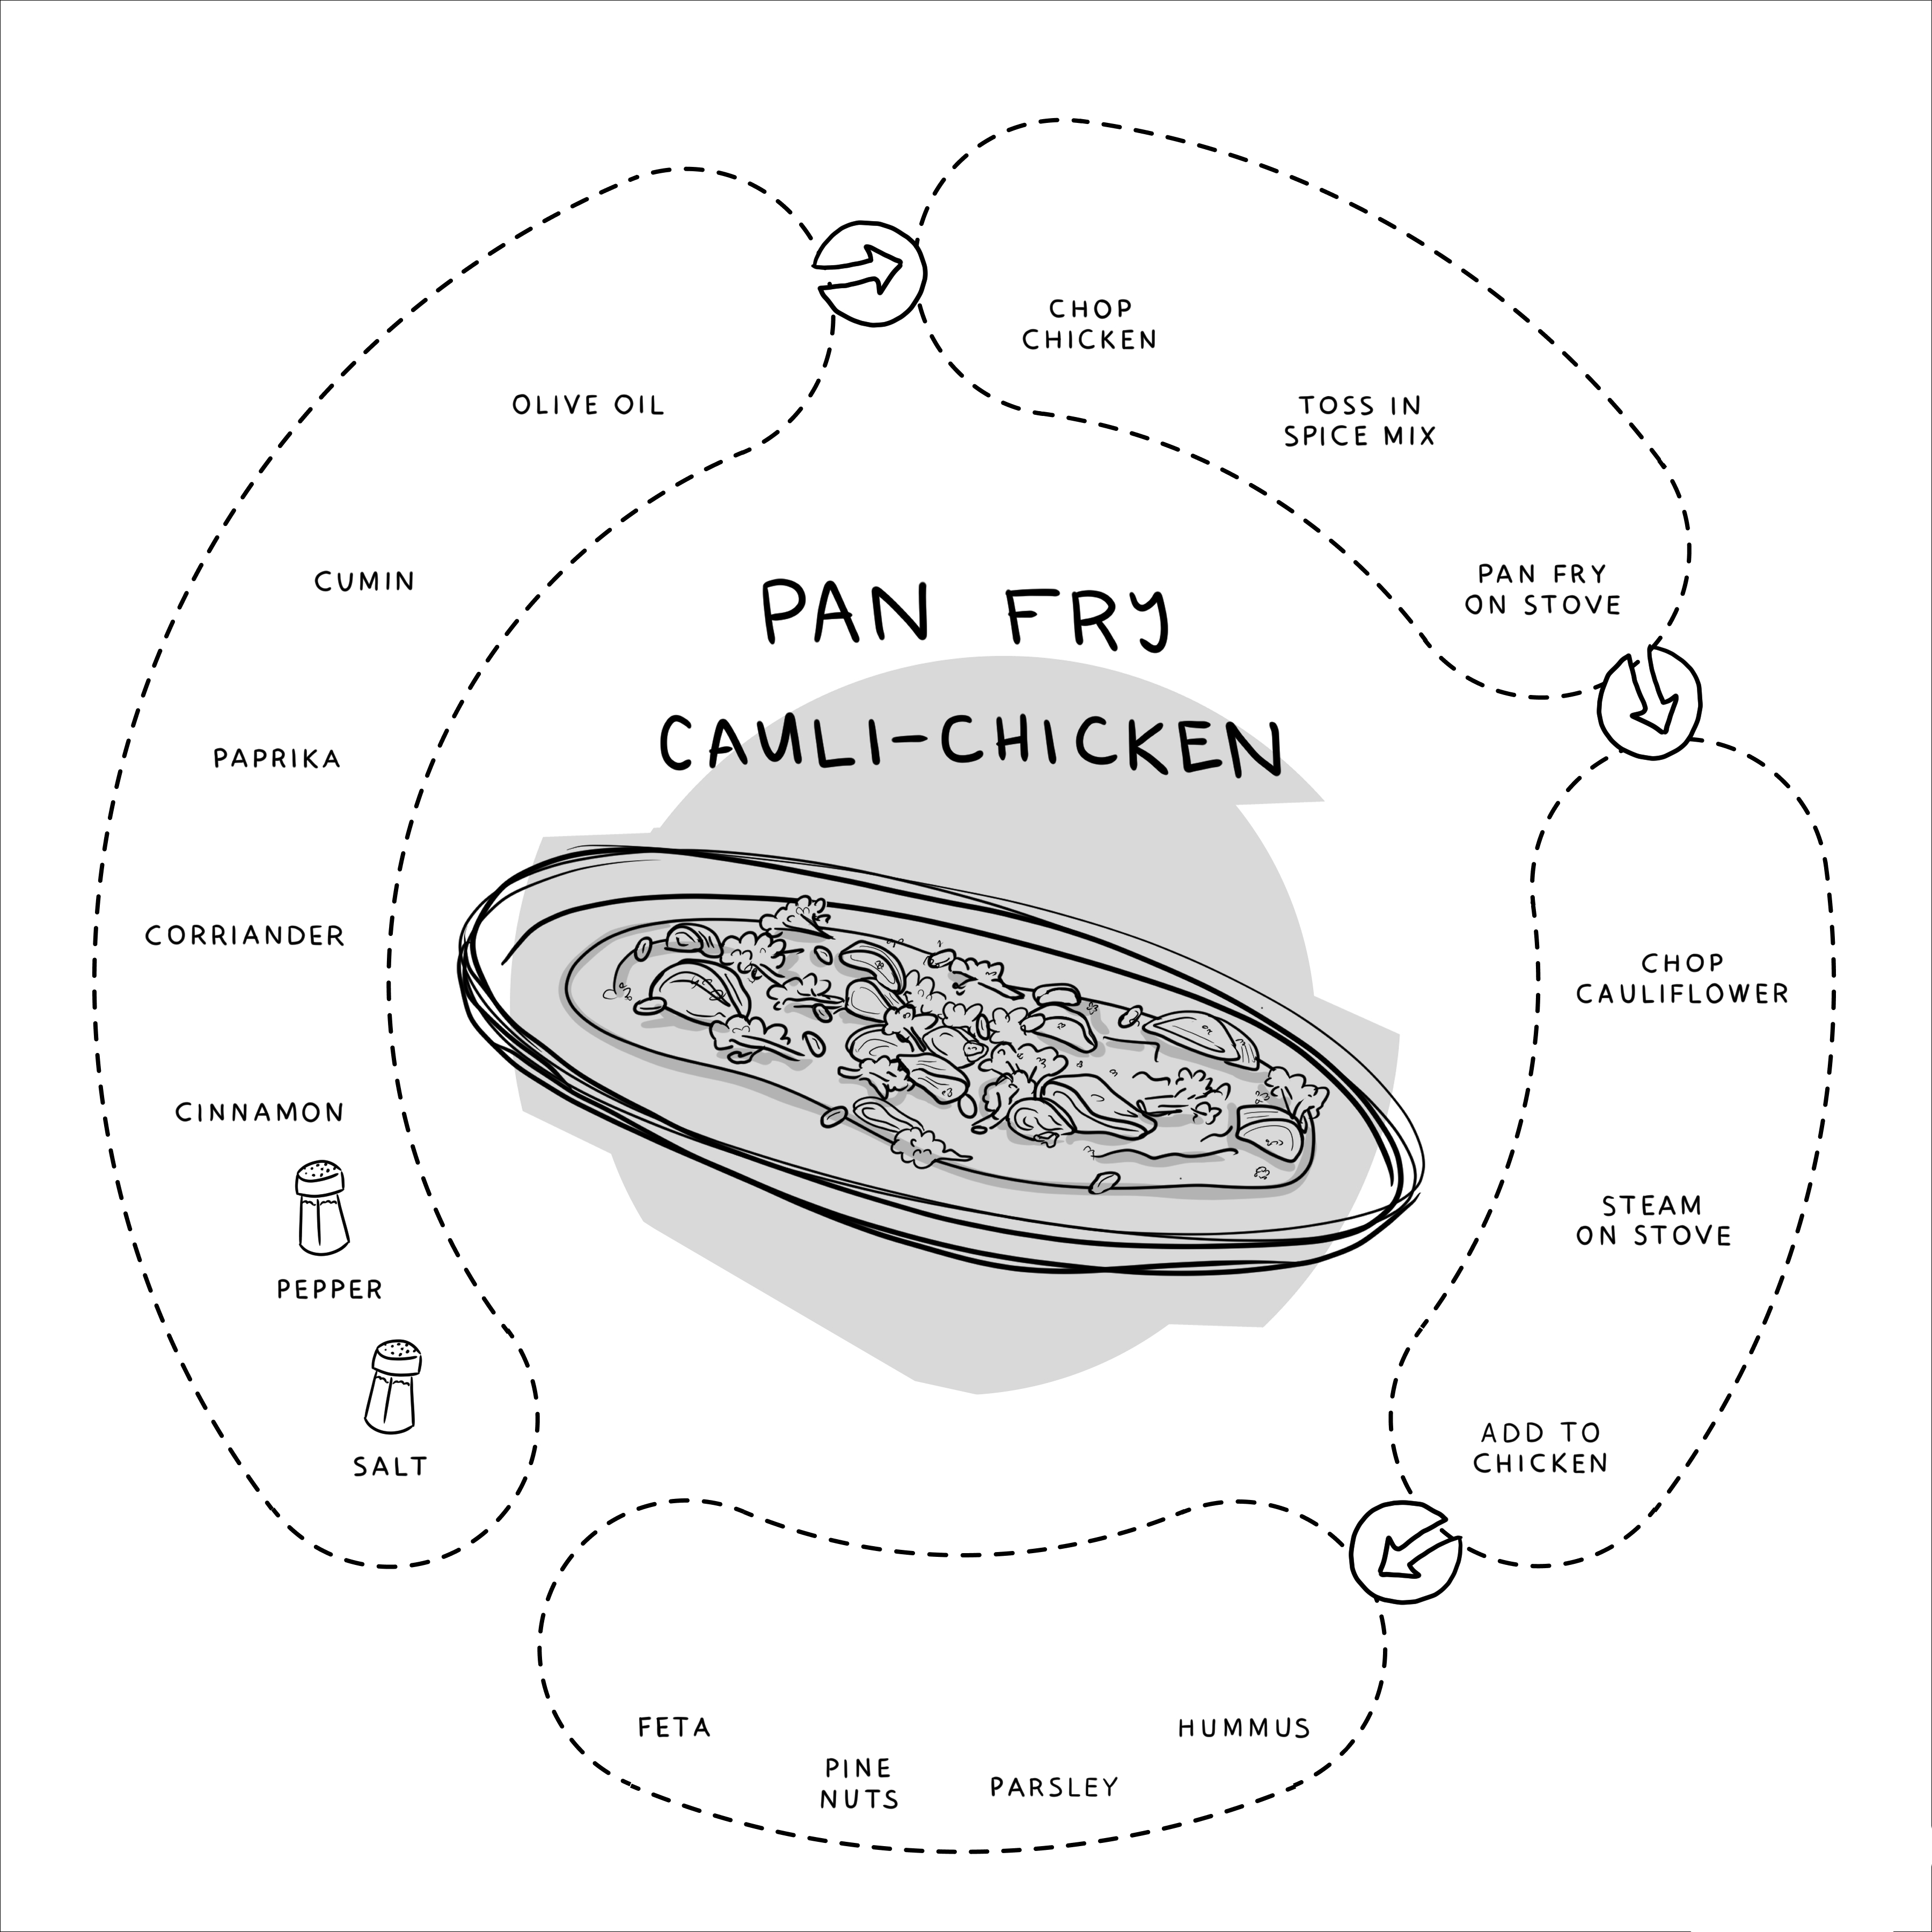 PAN FRY
CAULI-CHICKEN
OLIVE OIL
CUMIN
PAPRIKA
CORRIANDER
CINNAMON
PEPPER
SALT
CHOP
CHICKEN
TOSS IN
SPICE MIX
PAN FRY
ON STOVE
CHOP
CAULIFLOWER
STEAM
ON STOVE
ADD TO
CHICKEN
HUMMUS
PARSLEY
PINE
NUTS
FETA